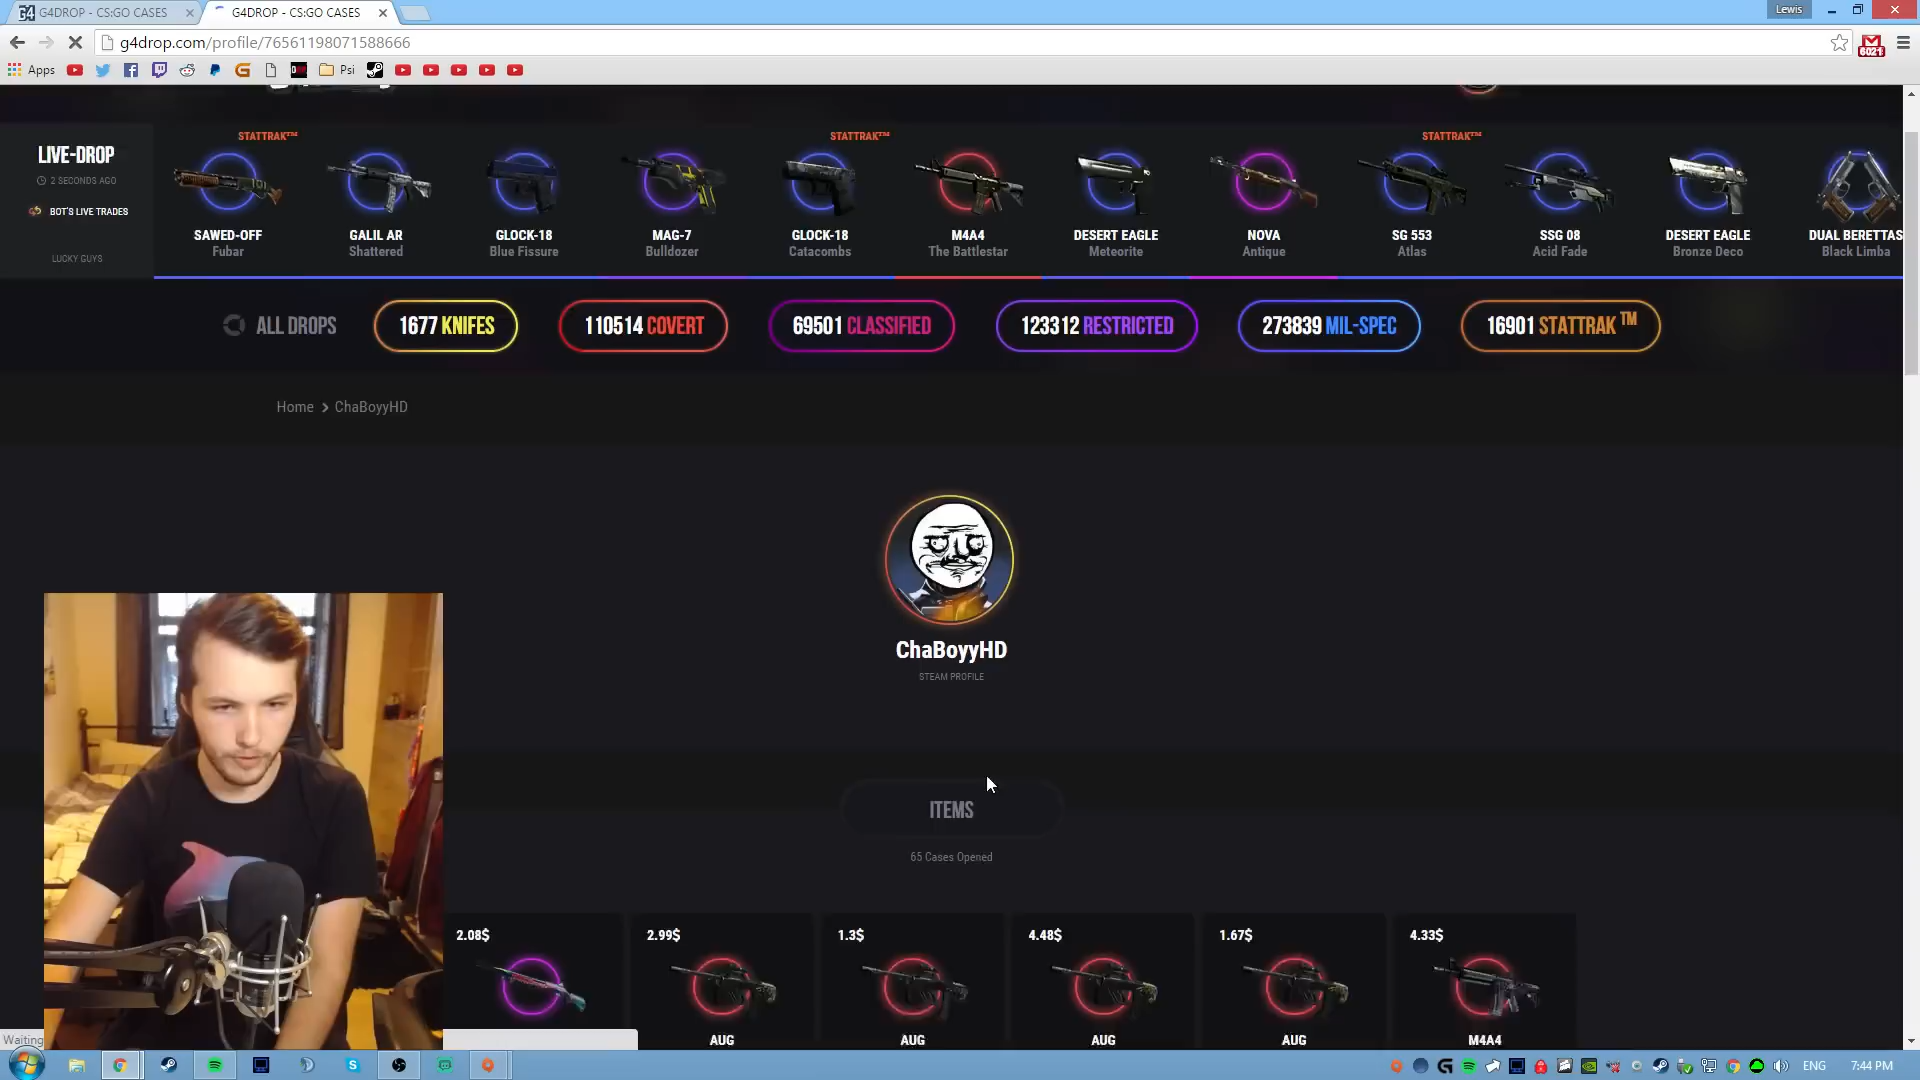 G4DROP - CS:GO CASES
G4DROP - CS:GO CASES
Lewis
g4drop.com/profile/76561198071588666
6021
Apps
Psi
STATTRAK™
STATTRAK™
STATTRAK™
LIVE-DROP
2 SECONDS AGO
BOT'S LIVE TRADES
LUCKY GUYS
SAWED-OFF
Fubar
GALIL AR
Shattered
GLOCK-18
Blue Fissure
MAG-7
Bulldozer
GLOCK-18
Catacombs
M4A4
The Battlestar
DESERT EAGLE
Meteorite
NOVA
Antique
SG 553
Atlas
SSG 08
Acid Fade
DESERT EAGLE
Bronze Deco
DUAL BERETTAS
Black Limba
ALL DROPS
1677 KNIFES
110514 COVERT
69501 CLASSIFIED
123312 RESTRICTED
273839 MIL-SPEC
16901 STATTRAK ™
Home > ChaBoyyHD
ChaBoyyHD
STEAM PROFILE
ITEMS
65 Cases Opened
2.08$
2.99$
1.3$
4.48$
1.67$
4.33$
AUG
AUG
AUG
AUG
M4A4
Waiting
ENG
7:44 PM